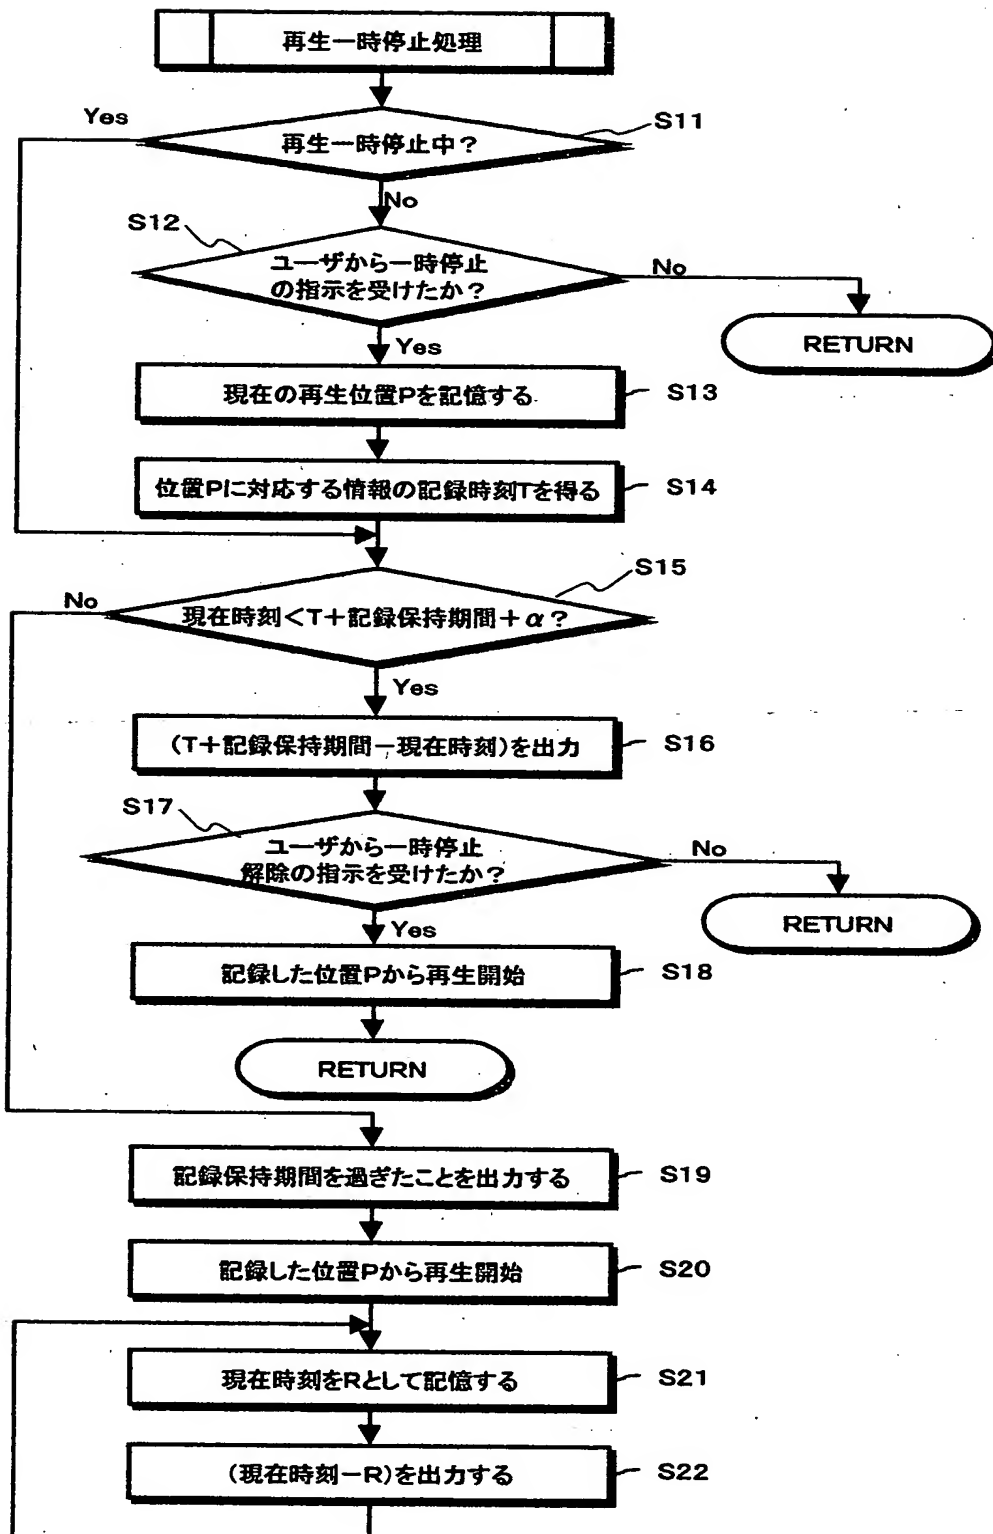 再生一時停止処理
Yes
再生一時停止中？
S11
No
S12
ユーザから一時停止
の指示を受けたか？
No
RETURN
Yes
現在の再生位置Pを記憶する
S13
位置Pに対応する情報の記録時刻Tを得る
S14
S15
No
現在時刻＜T＋記録保持期間＋α？
Yes
（T＋記録保持期間－現在時刻）を出力
S16
S17
ユーザから一時停止
解除の指示を受けたか？
No
RETURN
Yes
記録した位置Pから再生開始
S18
RETURN
記録保持期間を過ぎたことを出力する
S19
記録した位置Pから再生開始
S20
現在時刻をRとして記憶する
S21
（現在時刻－R）を出力する
S22